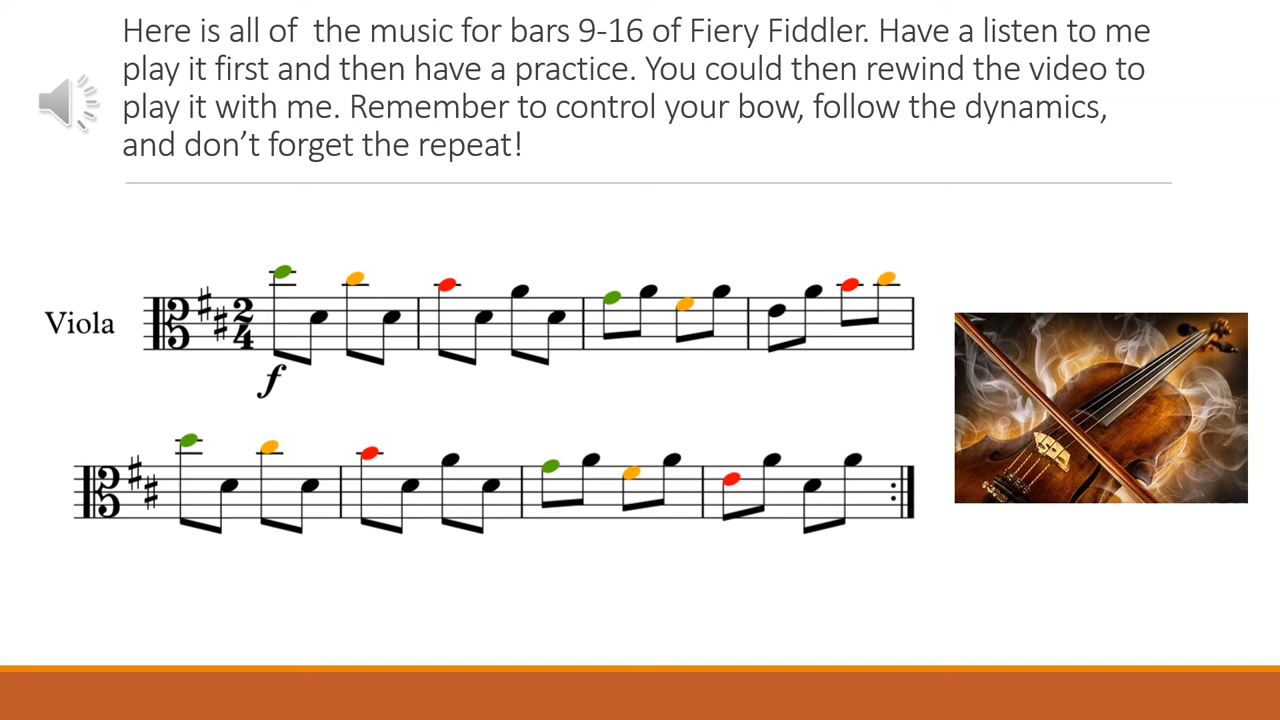 Here is all of  the music for bars 9-16 of Fiery Fiddler. Have a listen to me
play it first and then have a practice. You could then rewind the video to
play it with me. Remember to control your bow, follow the dynamics,
and don’t forget the repeat!
Viola
2
4
f